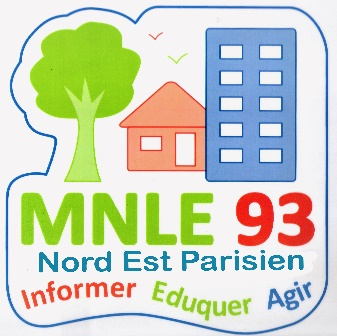 MNLE 93
Nord Est Parisien
Informer Eduquer Agir